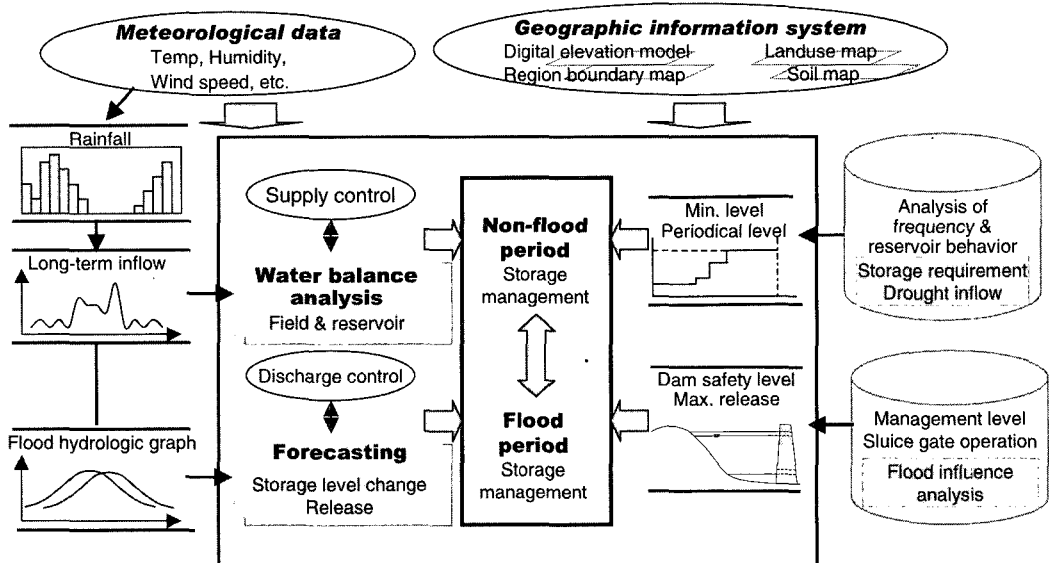 Meteorological data
Temp, Humidity,
Wind speed, etc.
Geographic information system
Digital elevation model
Landuse map
Region boundary map
Soil map
Rainfall
Long-term inflow
Flood hydrologic graph
Supply control
Water balance
analysis
Field & reservoir
Discharge control
Forecasting
Storage level change
Release
Non-flood
period
Storage
management
Flood
period
Storage
management
Min. level
Periodical level
Dam safety level
Max. release
Analysis of
frequency &
reservoir behavior
Storage requirement
Drought inflow
Management level
Sluice gate operation
Flood influence
analysis